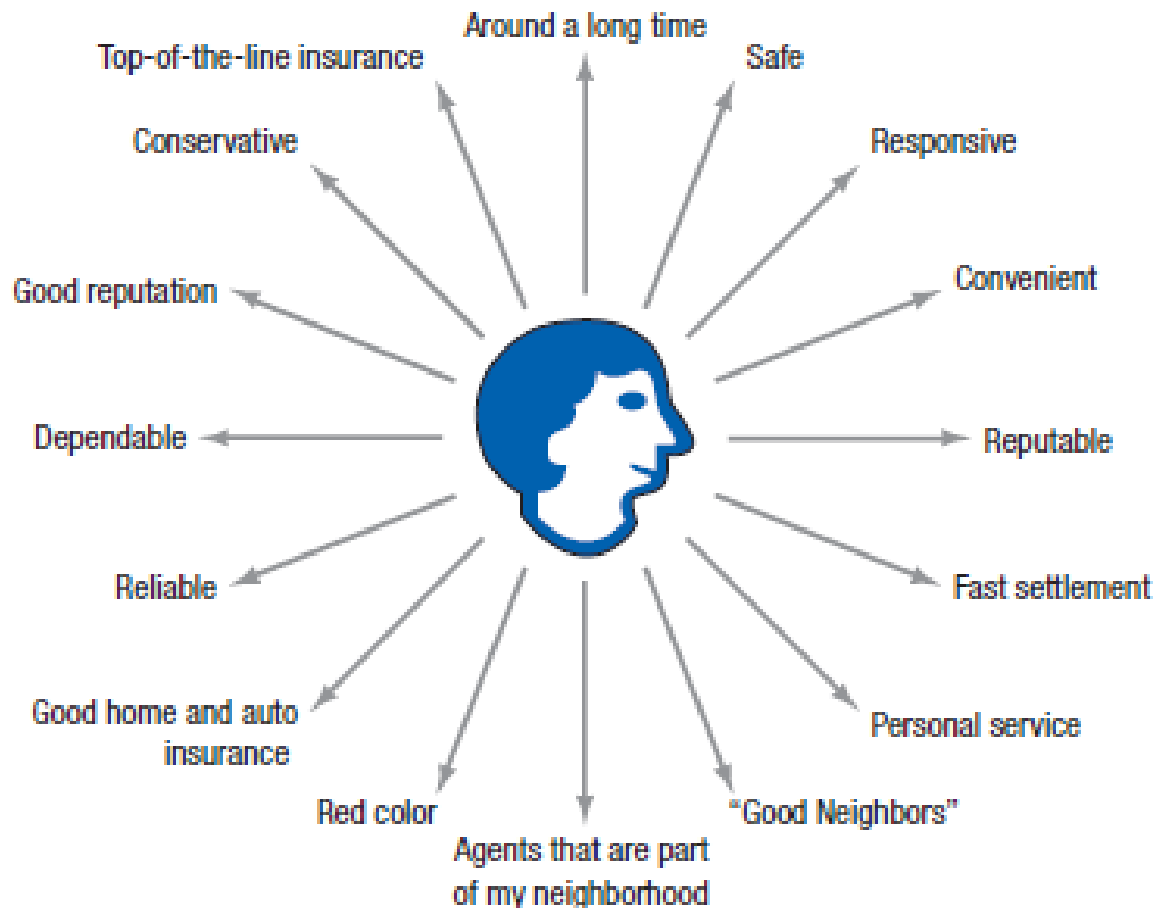 Around a long time
Top-of-the-line insurance
Safe
Conservative
Responsive
Convenient
Good reputation
Dependable
Reputable
Reliable
Fast settlement
Good home and auto
insurance
Personal service
Red color
“Good Neighbors”
Agents that are part
of my neighborhood